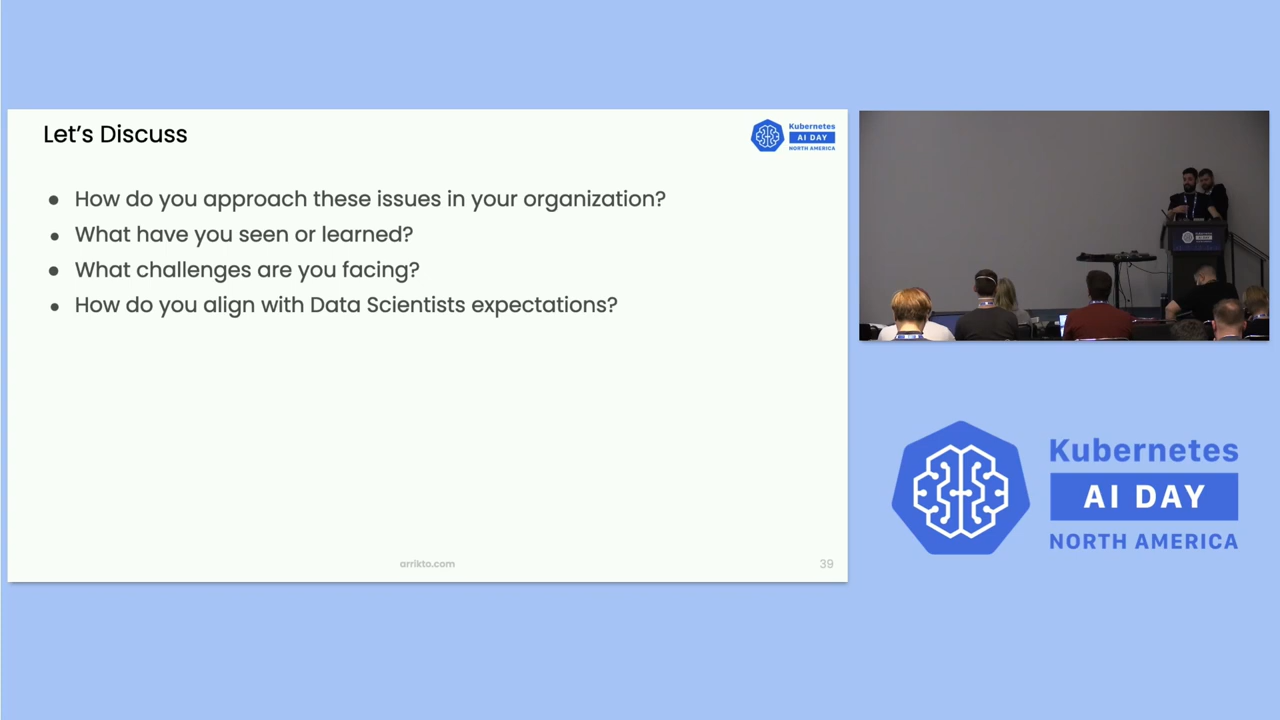 Let's Discuss
Kubernetes
AI DAY
NORTH AMERICA
● How do you approach these issues in your organization?
● What have you seen or learned?
● What challenges are you facing?
● How do you align with Data Scientists expectations?
arrikto.com
39
Kubernetes
AI DAY
NORTH AMERICA